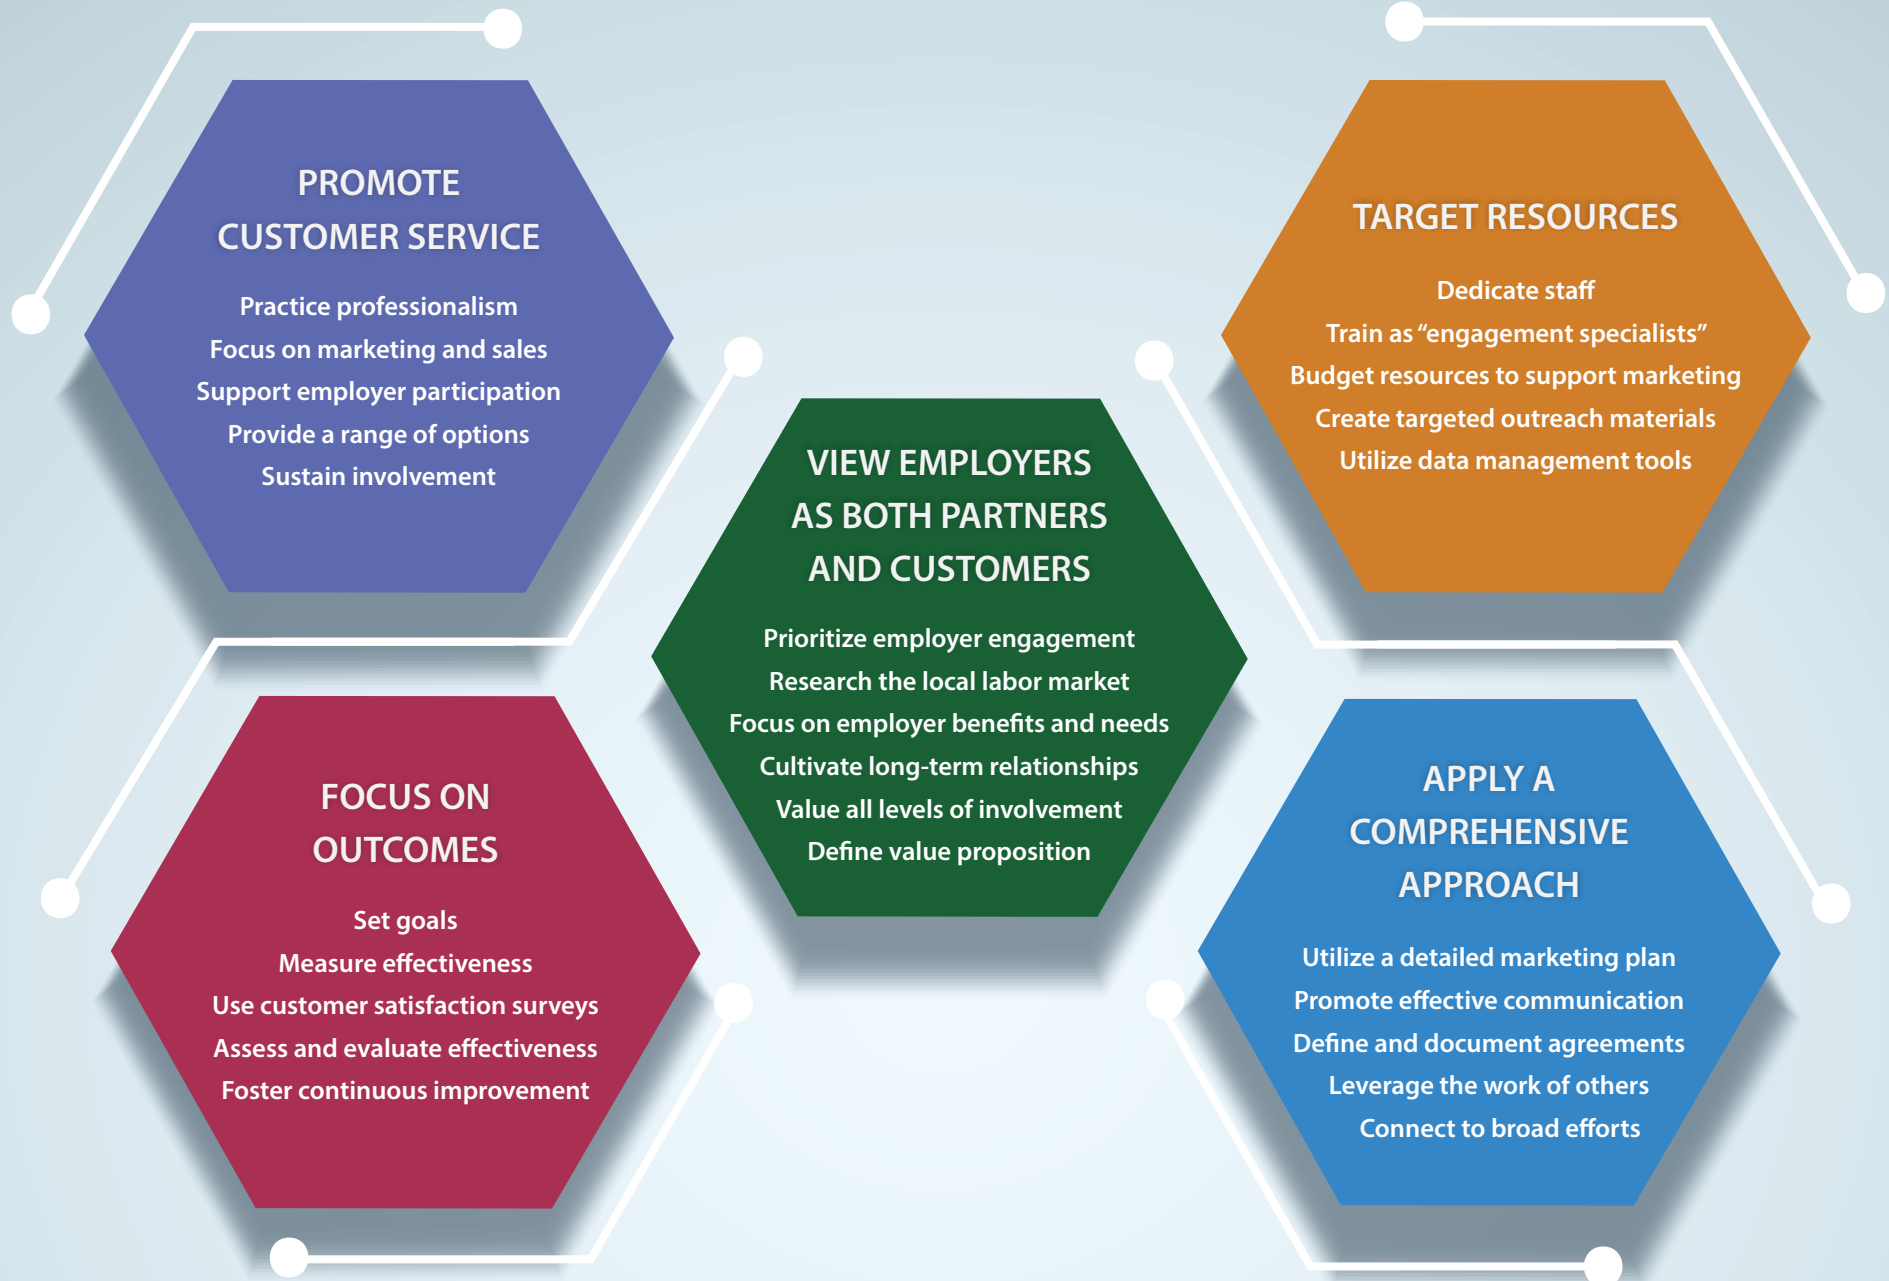 PROMOTE
CUSTOMER SERVICE
Practice professionalism
Focus on marketing and sales
Support employer participation
Provide a range of options
Sustain involvement
TARGET RESOURCES
Dedicate staff
Train as “engagement specialists”
Budget resources to support marketing
Create targeted outreach materials
Utilize data management tools
VIEW EMPLOYERS
AS BOTH PARTNERS
AND CUSTOMERS
Prioritize employer engagement
Research the local labor market
Focus on employer benefits and needs
Cultivate long-term relationships
Value all levels of involvement
Define value proposition
FOCUS ON
OUTCOMES
Set goals
Measure effectiveness
Use customer satisfaction surveys
Assess and evaluate effectiveness
Foster continuous improvement
APPLY A
COMPREHENSIVE
APPROACH
Utilize a detailed marketing plan
Promote effective communication
Define and document agreements
Leverage the work of others
Connect to broad efforts